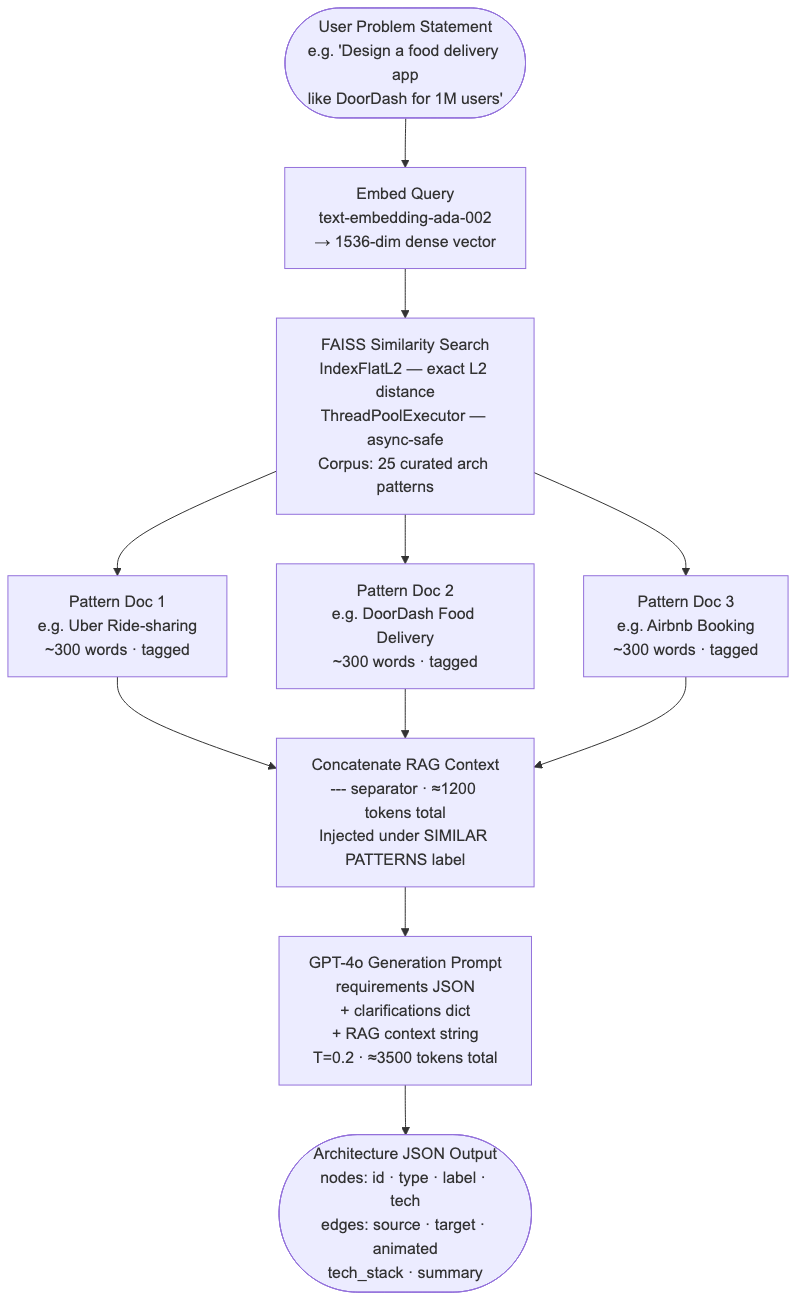 User Problem Statement
e.g. 'Design a food delivery
app
like DoorDash for 1M users'
Embed Query
text-embedding-ada-002
→ 1536-dim dense vector
FAISS Similarity Search
IndexFlatL2 — exact L2
distance
ThreadPoolExecutor —
async-safe
Corpus: 25 curated arch
patterns
Pattern Doc 1
e.g. Uber Ride-sharing
~300 words · tagged
Pattern Doc 2
e.g. DoorDash Food
Delivery
~300 words · tagged
Pattern Doc 3
e.g. Airbnb Booking
~300 words · tagged
Concatenate RAG Context
--- separator · ≈1200
tokens total
Injected under SIMILAR
PATTERNS label
GPT-4o Generation Prompt
requirements JSON
+ clarifications dict
+ RAG context string
T=0.2 · ≈3500 tokens total
Architecture JSON Output
nodes: id · type · label ·
tech
edges: source · target ·
animated
tech_stack · summary